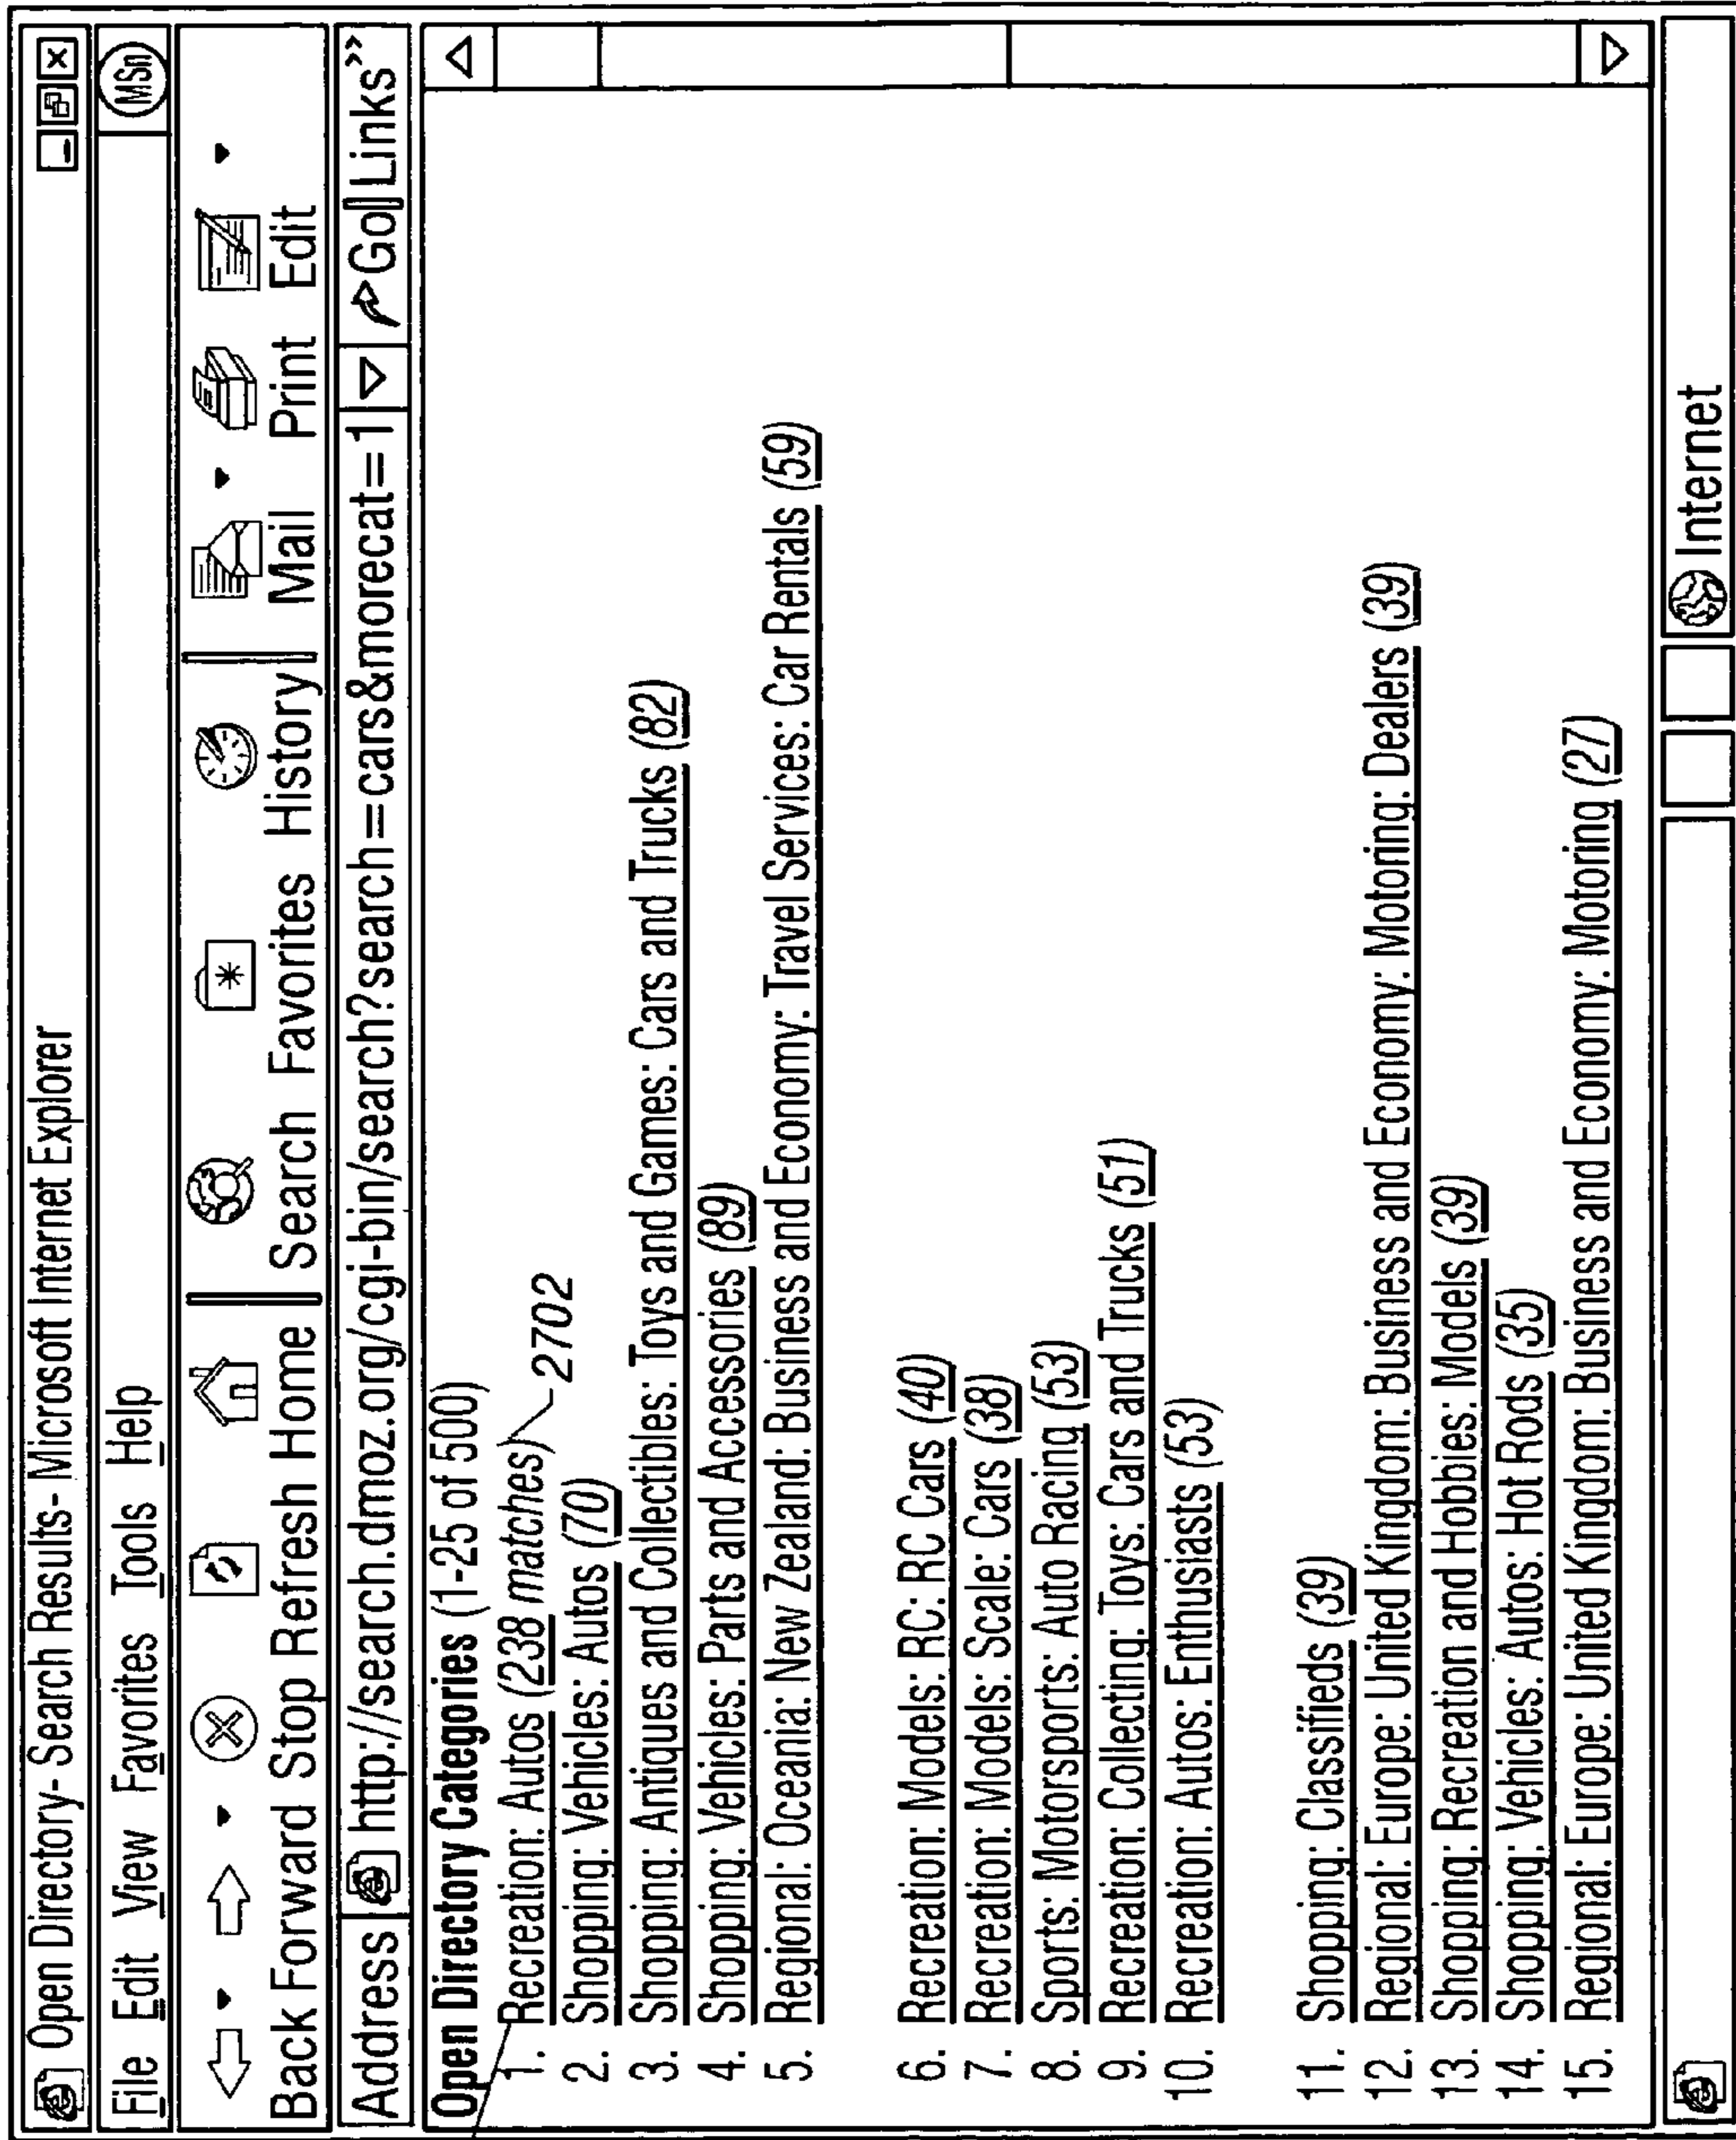 Open Directory- Search Results- Microsoft Internet Explorer
File Edit View Favorites Tools Help
MSn
Back Forward Stop Refresh Home Search Favorites History Mail Print Edit
Address http://search.dmoz.org/cgi-bin/search?search=cars&morecat=1 Go Links »
Open Directory Categories (1-25 of 500)
1. Recreation: Autos (238 matches) 2702
2. Shopping: Vehicles: Autos (70)
3. Shopping: Antiques and Collectibles: Toys and Games: Cars and Trucks (82)
4. Shopping: Vehicles: Parts and Accessories (89)
5. Regional: Oceania: New Zealand: Business and Economy: Travel Services: Car Rentals (59)
6. Recreation: Models: RC: RC Cars (40)
7. Recreation: Models: Scale: Cars (38)
8. Sports: Motorsports: Auto Racing (53)
9. Recreation: Collecting: Toys: Cars and Trucks (51)
10. Recreation: Autos: Enthusiasts (53)
11. Shopping: Classifieds (39)
12. Regional: Europe: United Kingdom: Business and Economy: Motoring: Dealers (39)
13. Shopping: Recreation and Hobbies: Models (39)
14. Shopping: Vehicles: Autos: Hot Rods (35)
15. Regional: Europe: United Kingdom: Business and Economy: Motoring (27)
Internet